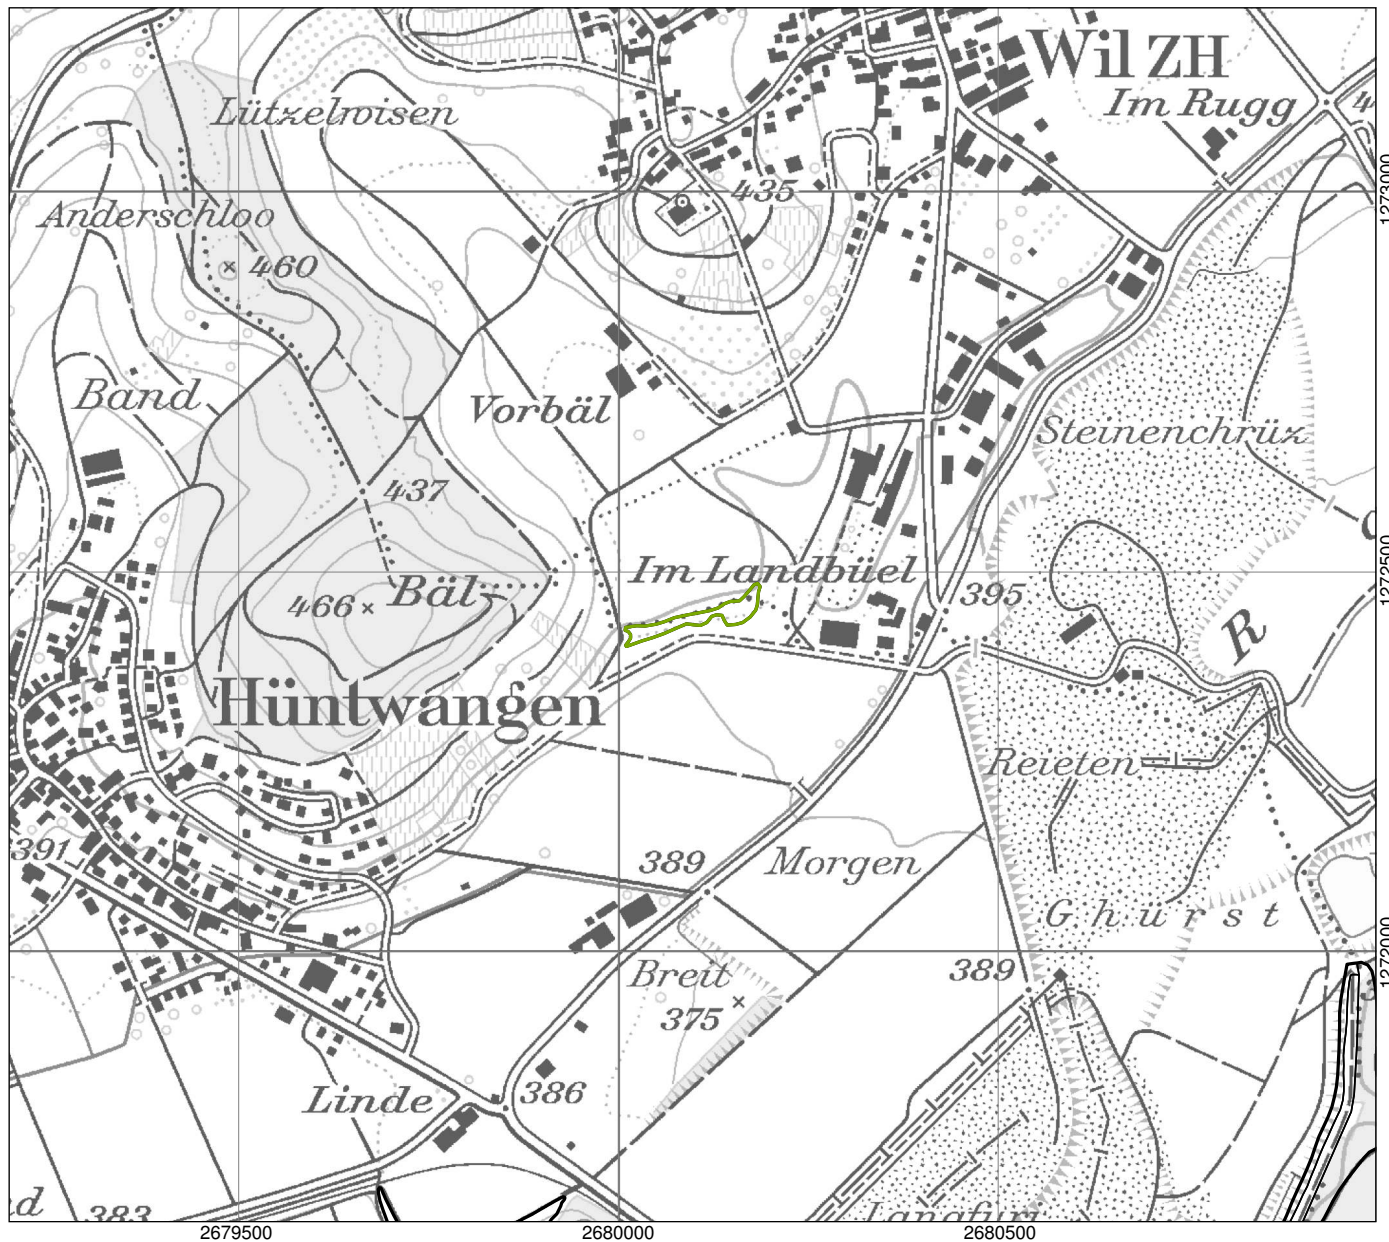 Wil ZH
Im Rugg
Lützelwisen
435
1273000
Anderschloo
460
Band
Vorbäl
Steinenchrüz
437
Im Landbüel
1272500
466
Bäl
395
R
Hüntwangen
Reieten
391
389
Morgen
Ghürst
Breit
389
1272000
375
Linde
386
383
Langfuri
2679500
2680000
2680500